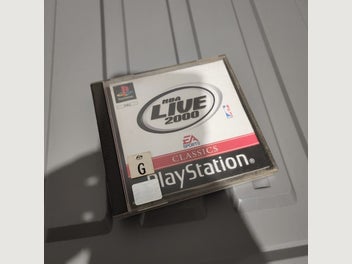 NBA
LIVE
2000
EA
SPORTS
CLASSICS
G
PlayStation